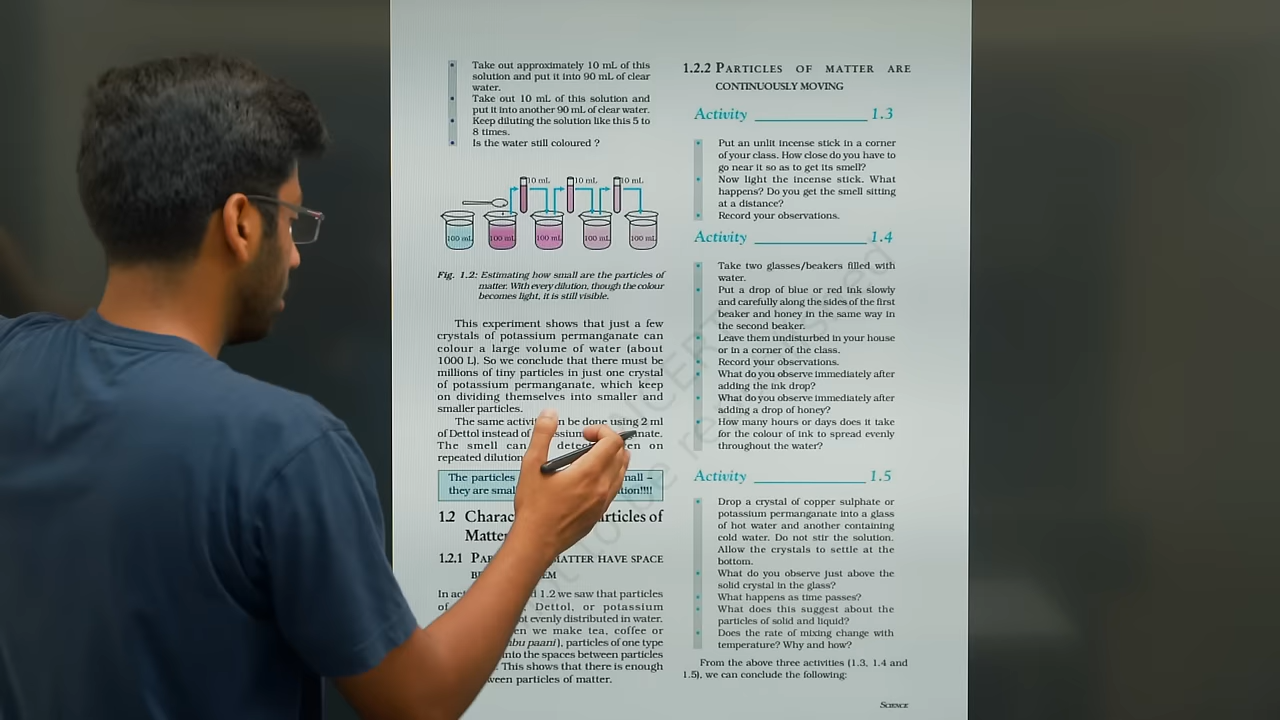 Take out approximately 10 mL of this
solution and put it into 90 mL of clear
water.
Take out 10 mL of this solution and
put it into another 90 mL of clear water.
Keep diluting the solution like this 5 to
8 times.
Is the water still coloured ?
10 mL 10 mL 10 mL
100 mL 100 mL 100 mL 100 mL 100 mL
Fig. 1.2: Estimating how small are the particles of
matter. With every dilution, though the colour
becomes light, it is still visible.
This experiment shows that just a few
crystals of potassium permanganate can
colour a large volume of water (about
1000 L). So we conclude that there must be
millions of tiny particles in just one crystal
of potassium permanganate, which keep
on dividing themselves into smaller and
smaller particles.
The same be done using 2 ml
of Dettol instead of
The smell can on
repeated
The particles –
they are
1.2 Particles of
Matter
1.2.1 MATTER HAVE SPACE
In 1.2 we saw that particles
of Dettol, or potassium
evenly distributed in water.
we make tea, coffee or
paani), particles of one type
into the spaces between particles
This shows that there is enough
particles of matter.
1.2.2 PARTICLES OF MATTER ARE
CONTINUOUSLY MOVING
Activity 1.3
Put an unlit incense stick in a corner
of your class. How close do you have to
go near it so as to get its smell?
Now light the incense stick. What
happens? Do you get the smell sitting
at a distance?
Record your observations.
Activity 1.4
Take two glasses/beakers filled with
water.
Put a drop of blue or red ink slowly
and carefully along the sides of the first
beaker and honey in the same way in
the second beaker.
Leave them undisturbed in your house
or in a corner of the class.
Record your observations.
What do you observe immediately after
adding the ink drop?
What do you observe immediately after
adding a drop of honey?
How many hours or days does it take
for the colour of ink to spread evenly
throughout the water?
Activity 1.5
Drop a crystal of copper sulphate or
potassium permanganate into a glass
of hot water and another containing
cold water. Do not stir the solution.
Allow the crystals to settle at the
bottom.
What do you observe just above the
solid crystal in the glass?
What happens as time passes?
What does this suggest about the
particles of solid and liquid?
Does the rate of mixing change with
temperature? Why and how?
From the above three activities (1.3, 1.4 and
1.5), we can conclude the following:
SCIENCE